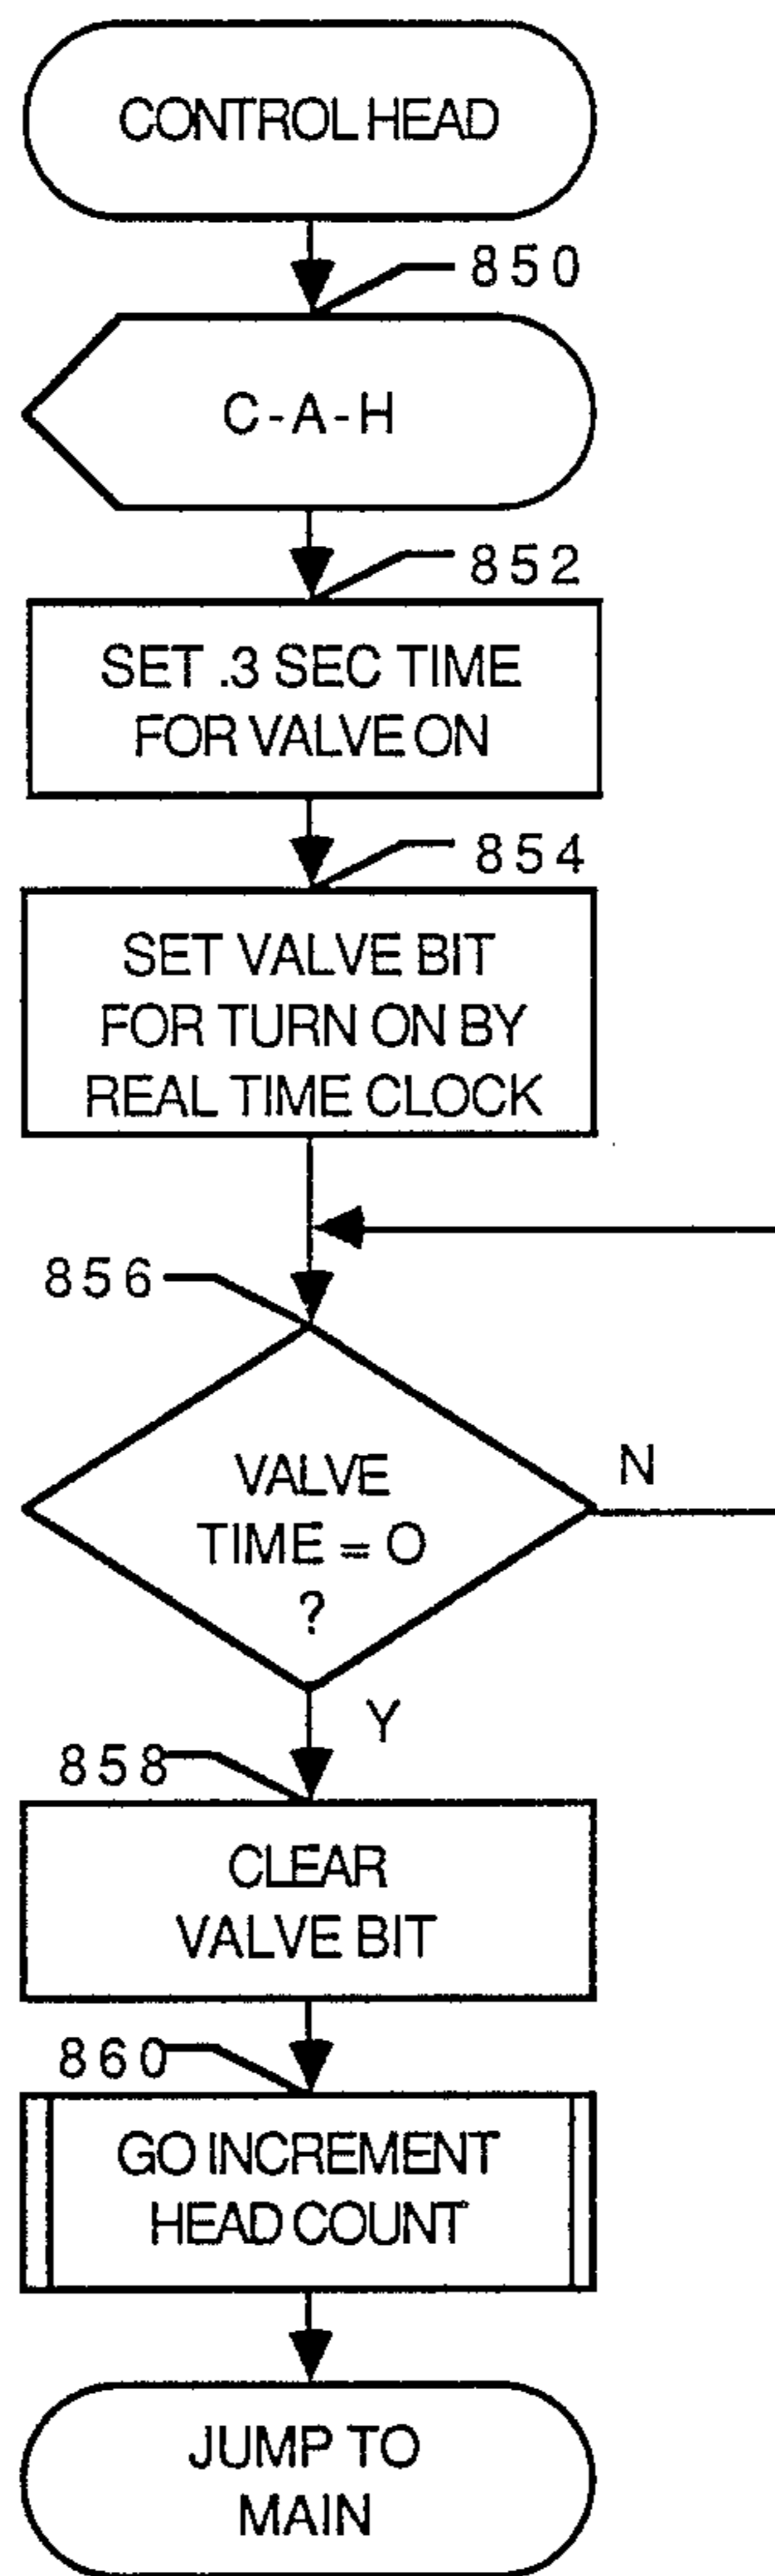 CONTROL HEAD
850
C-A-H
852
SET .3 SEC TIME
FOR VALVE ON
854
SET VALVE BIT
FOR TURN ON BY
REAL TIME CLOCK
856
VALVE
TIME = O
?
N
Y
858
CLEAR
VALVE BIT
860
GO INCREMENT
HEAD COUNT
JUMP TO
MAIN